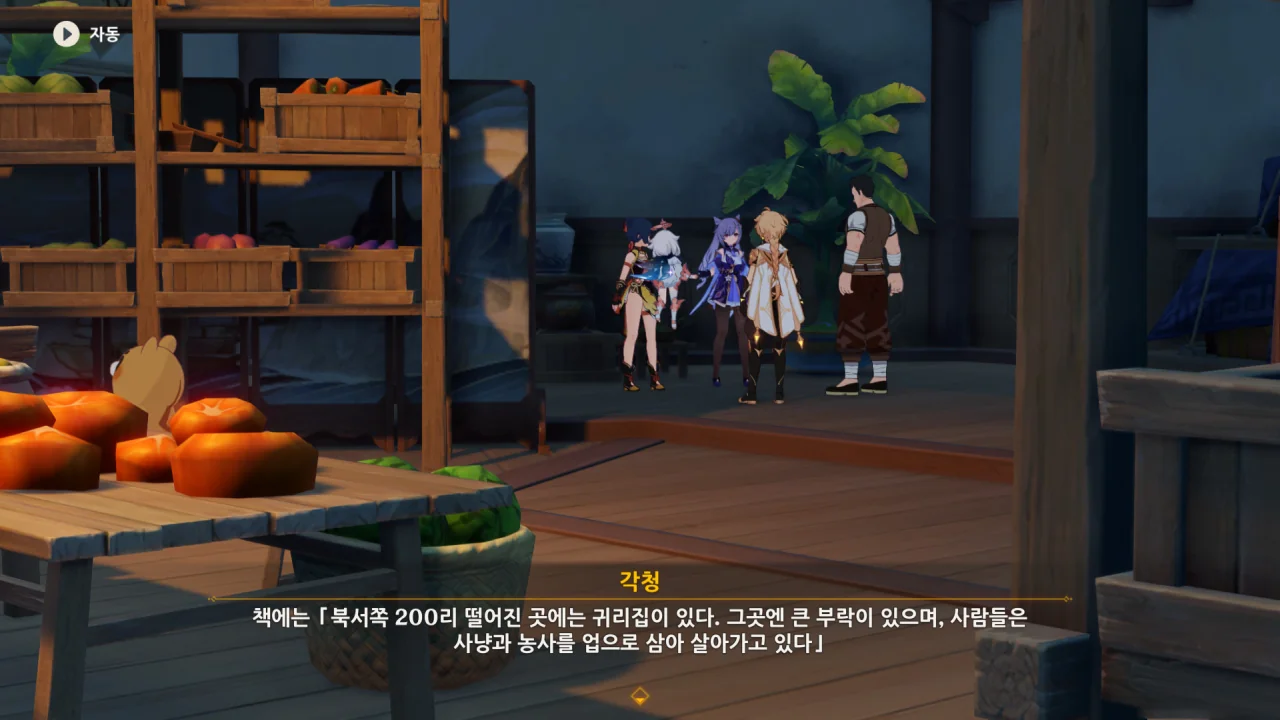 자동
각청
책에는 「북서쪽 200리 떨어진 곳에는 귀리집이 있다. 그곳엔 큰 부락이 있으며, 사람들은
사냥과 농사를 업으로 삼아 살아가고 있다」